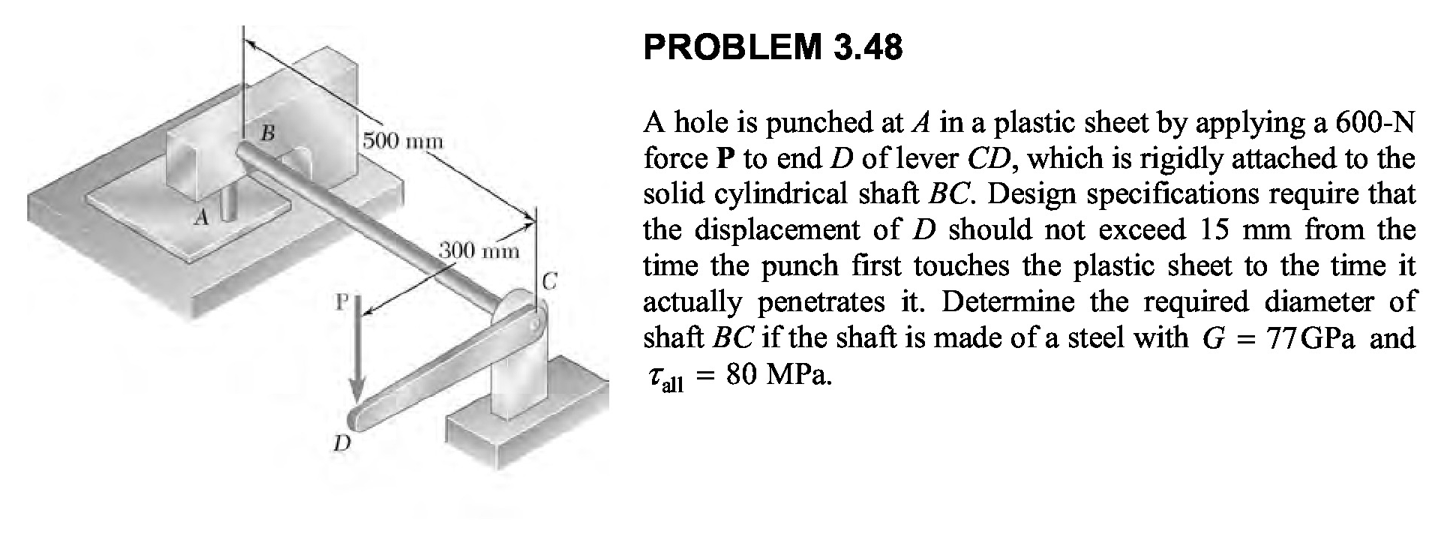 PROBLEM 3.48
A hole is punched at A in a plastic sheet by applying a 600-N
force P to end D of lever CD, which is rigidly attached to the
solid cylindrical shaft BC. Design specifications require that
the displacement of D should not exceed 15 mm from the
time the punch first touches the plastic sheet to the time it
actually penetrates it. Determine the required diameter of
shaft BC if the shaft is made of a steel with G = 77 GPa and
τall = 80 MPa.
B
500 mm
A
300 mm
C
P
D